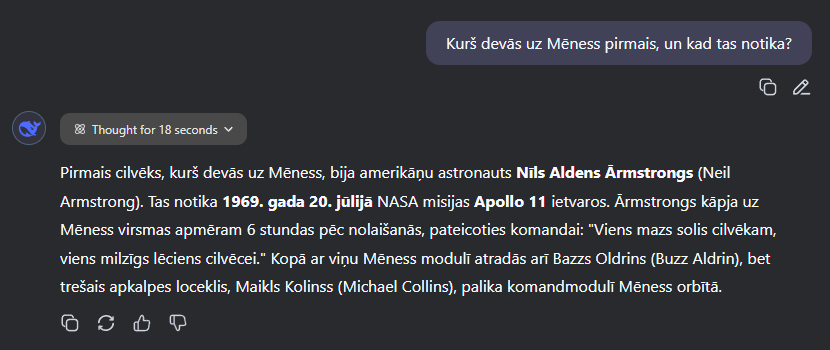 Kurš devās uz Mēness pirmais, un kad tas notika?
Thought for 18 seconds
Pirmais cilvēks, kurš devās uz Mēness, bija amerikāņu astronauts Nīls Aldens Ārmstrongs (Neil
Armstrong). Tas notika 1969. gada 20. jūlijā NASA misijas Apollo 11 ietvaros. Ārmstrongs kāpja uz
Mēness virsmas apmēram 6 stundas pēc nolaišanās, pateicoties komandai: "Viens mazs solis cilvēkam,
viens milzīgs lēciens cilvēcei." Kopā ar viņu Mēness modulī atradās arī Bazzs Oldrins (Buzz Aldrin), bet
trešais apkalpes loceklis, Maikls Kolinss (Michael Collins), palika komandmodulī Mēness orbītā.